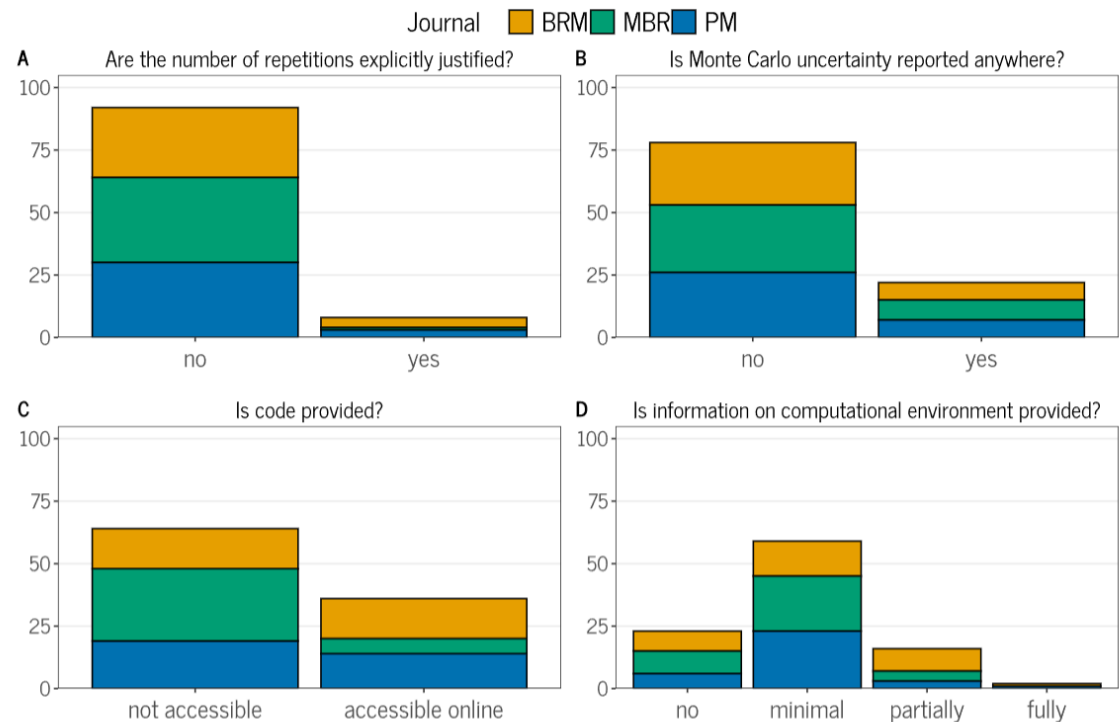 Journal BRM MBR PM
A Are the number of repetitions explicitly justified?
100
75
50
25
0
no yes
B Is Monte Carlo uncertainty reported anywhere?
100
75
50
25
0
no yes
C Is code provided?
100
75
50
25
0
not accessible accessible online
D Is information on computational environment provided?
100
75
50
25
0
no minimal partially fully